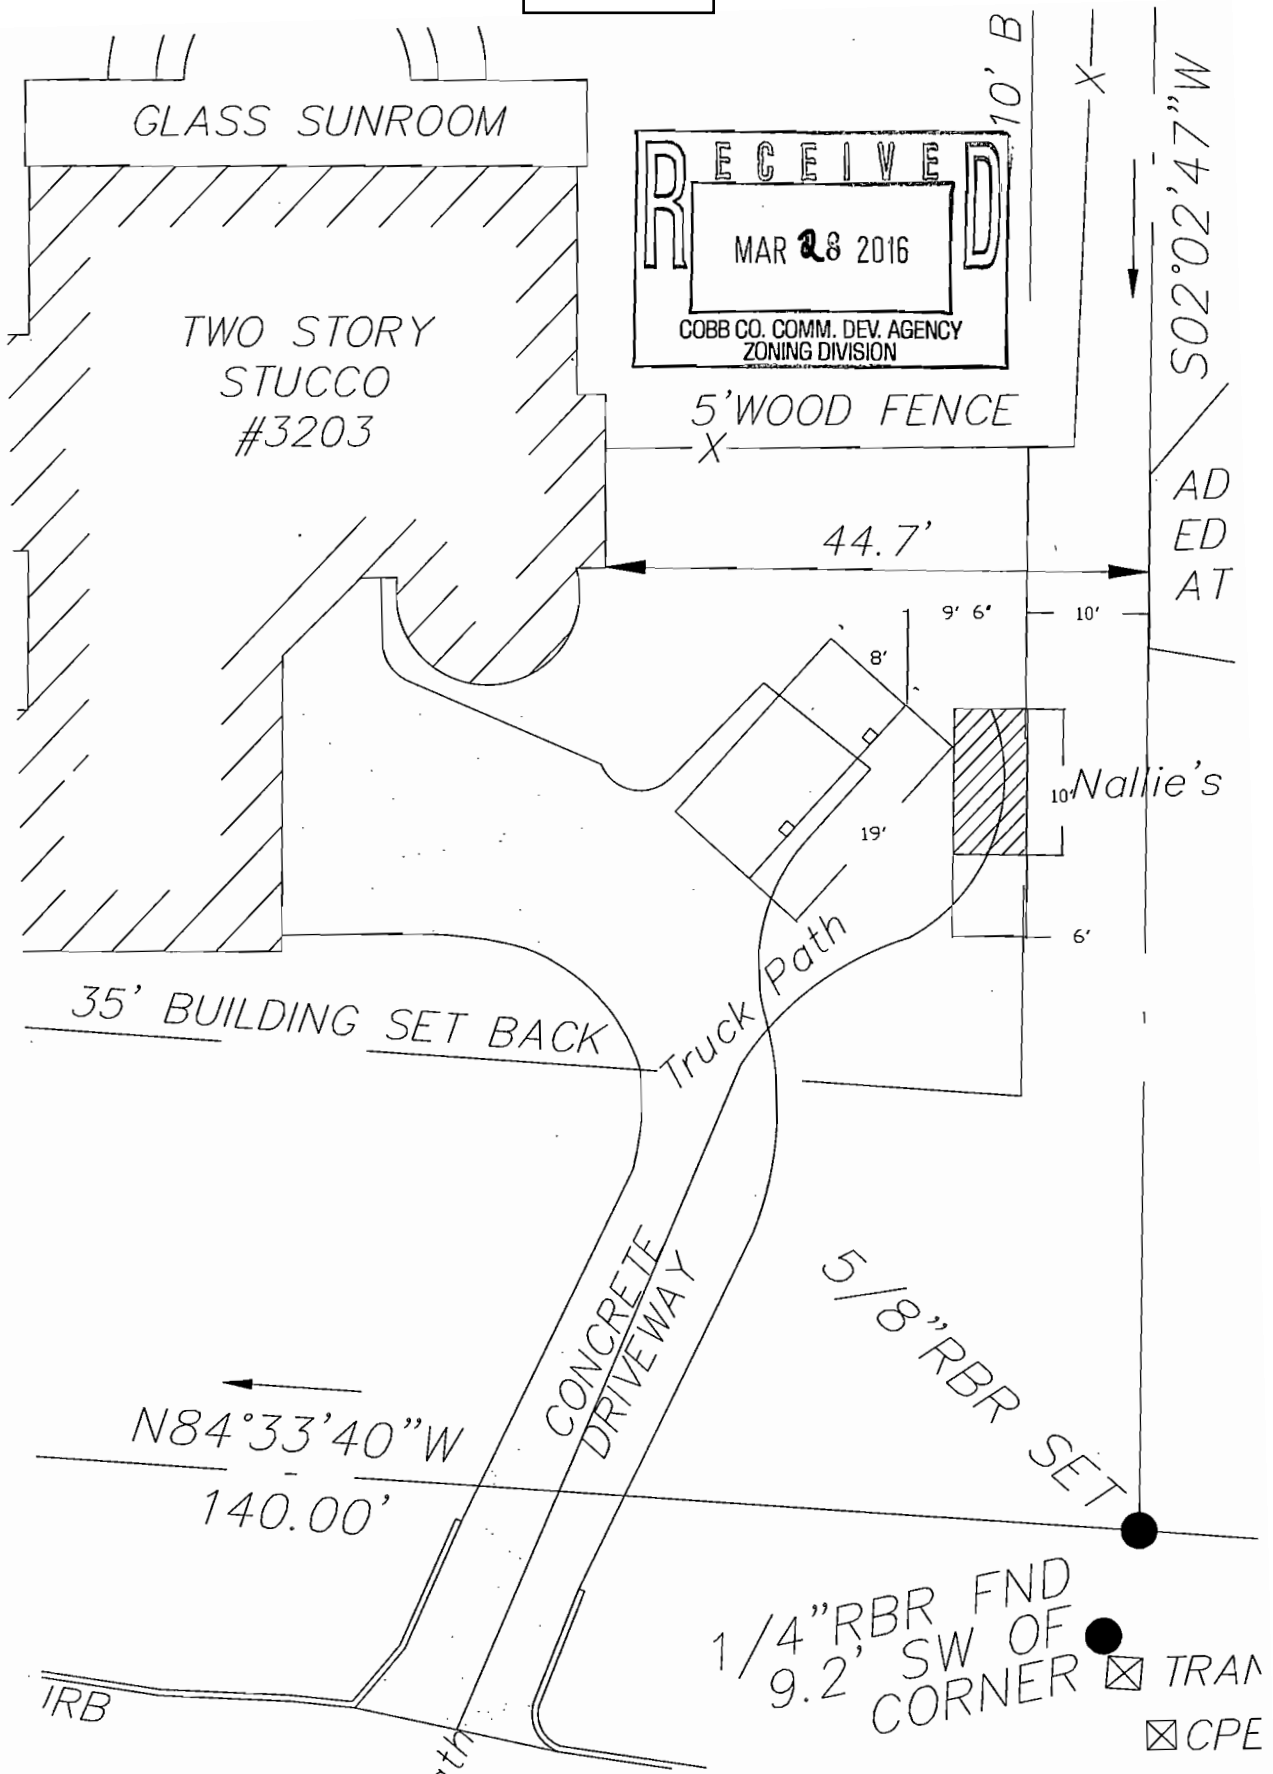 GLASS SUNROOM
10' B
X
S02°02'47"W
RECEIVED
MAR 28 2016
COBB CO. COMM. DEV. AGENCY
ZONING DIVISION
TWO STORY
STUCCO
#3203
5'WOOD FENCE
X
AD
ED
AT
44.7'
9' 6"
10'
8'
10'
Nallie's
19'
6'
Truck Path
35' BUILDING SET BACK
CONCRETE
DRIVEWAY
5/8"RBR SET
N84°33'40"W
140.00'
1/4"RBR FND
9.2' SW OF
CORNER
TRAN
CPE